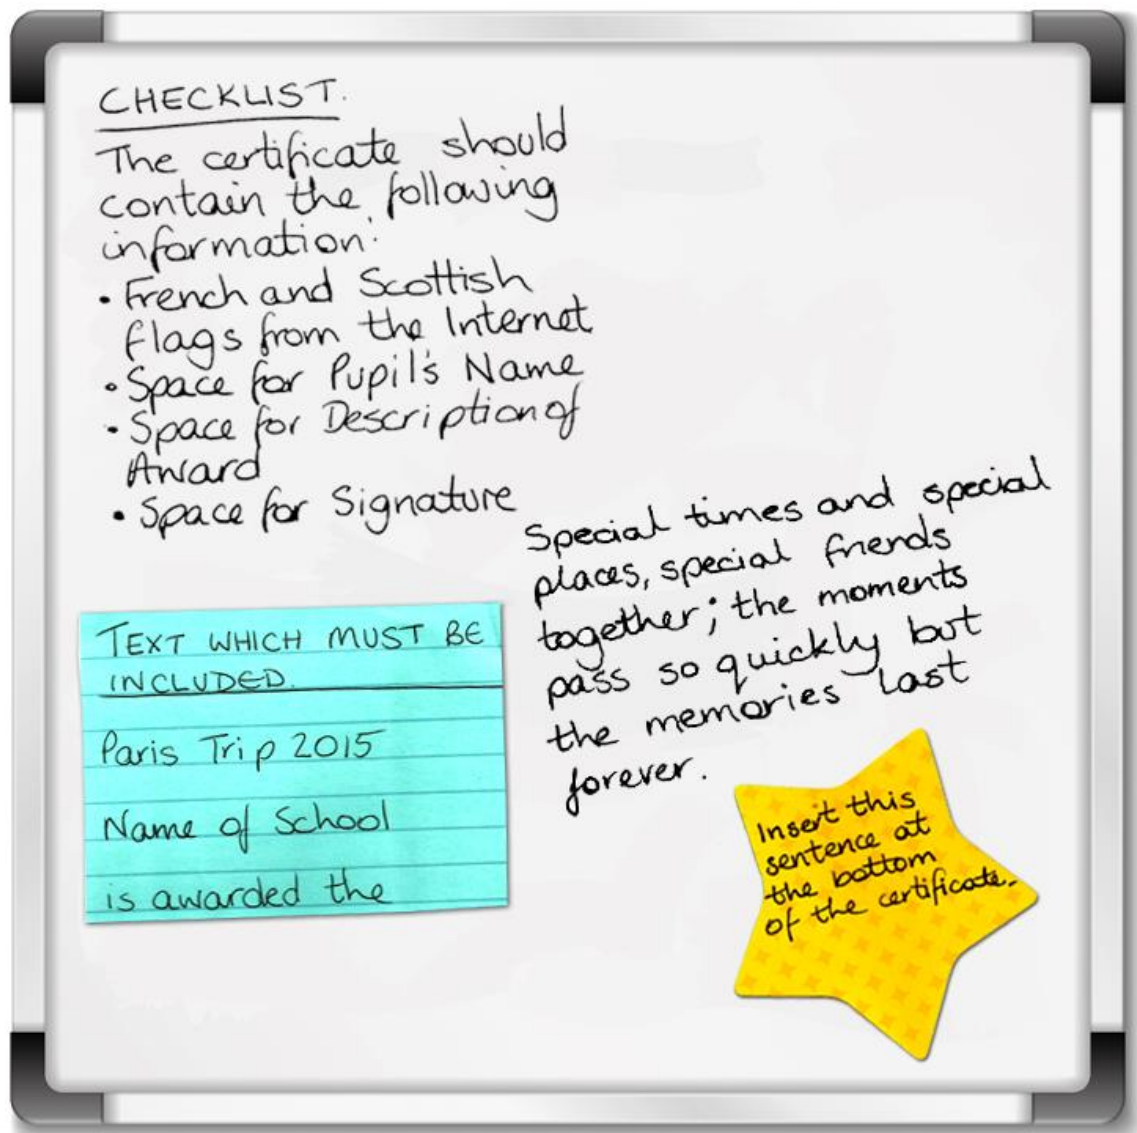 CHECKLIST.
The certificate should
contain the following
information:
• French and Scottish
flags from the Internet
• Space for Pupil's Name
• Space for Description of
Award
• Space for Signature
Special times and special
places, special friends
together; the moments
pass so quickly but
the memories last
forever.
TEXT WHICH MUST BE
INCLUDED.
Paris Trip 2015
Name of School
is awarded the
Insert this
sentence at
the bottom
of the certificate.